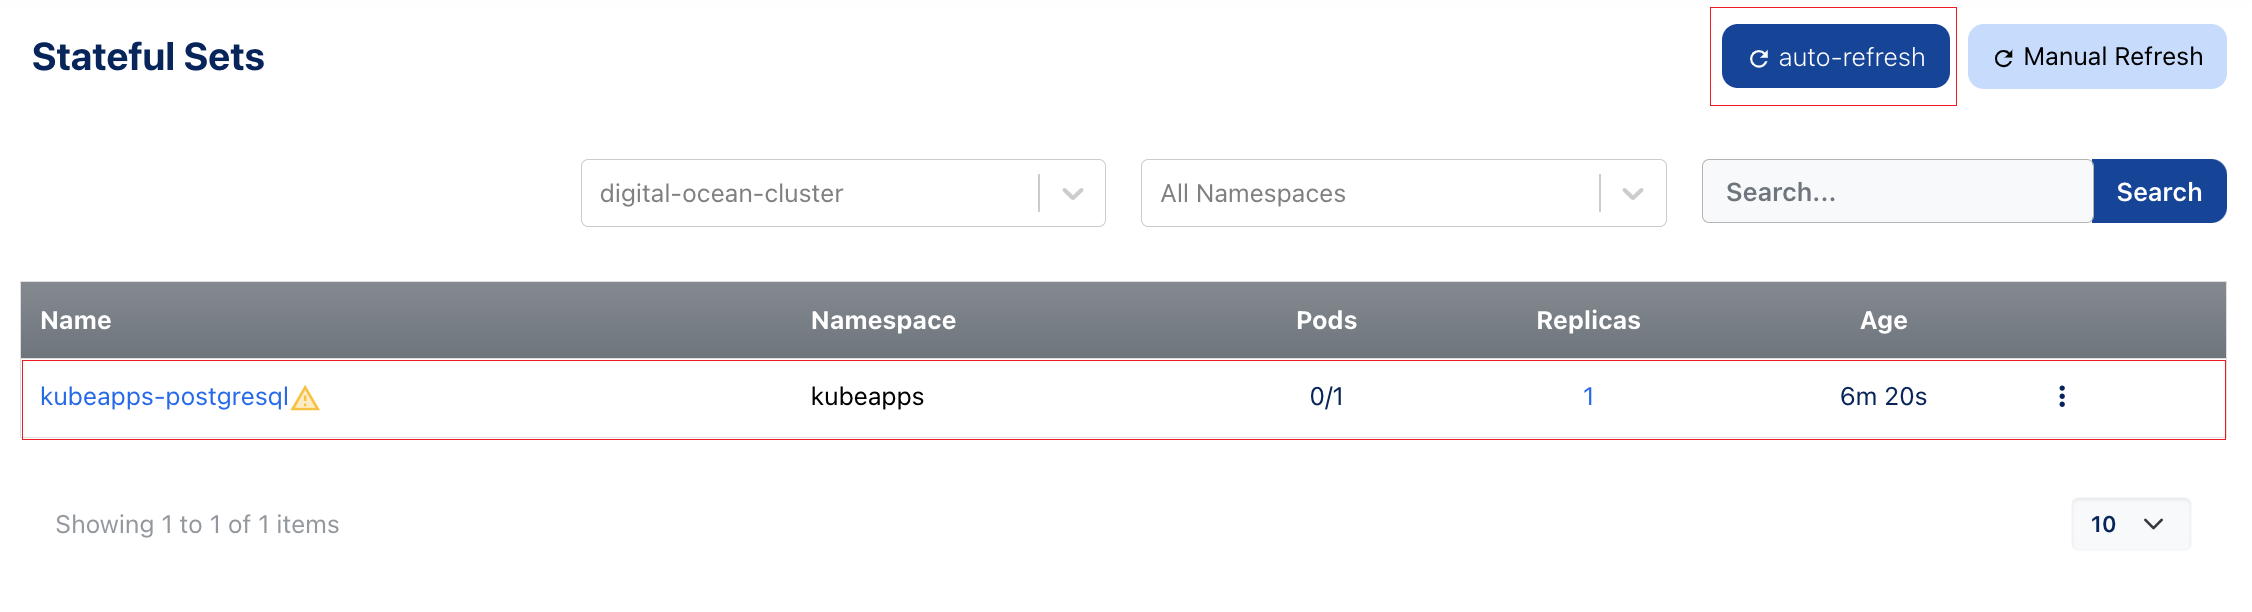 Stateful Sets
auto-refresh
Manual Refresh
digital-ocean-cluster
All Namespaces
Search...
Search
Name Namespace Pods Replicas Age
kubeapps-postgresql kubeapps 0/1 1 6m 20s
Showing 1 to 1 of 1 items
10